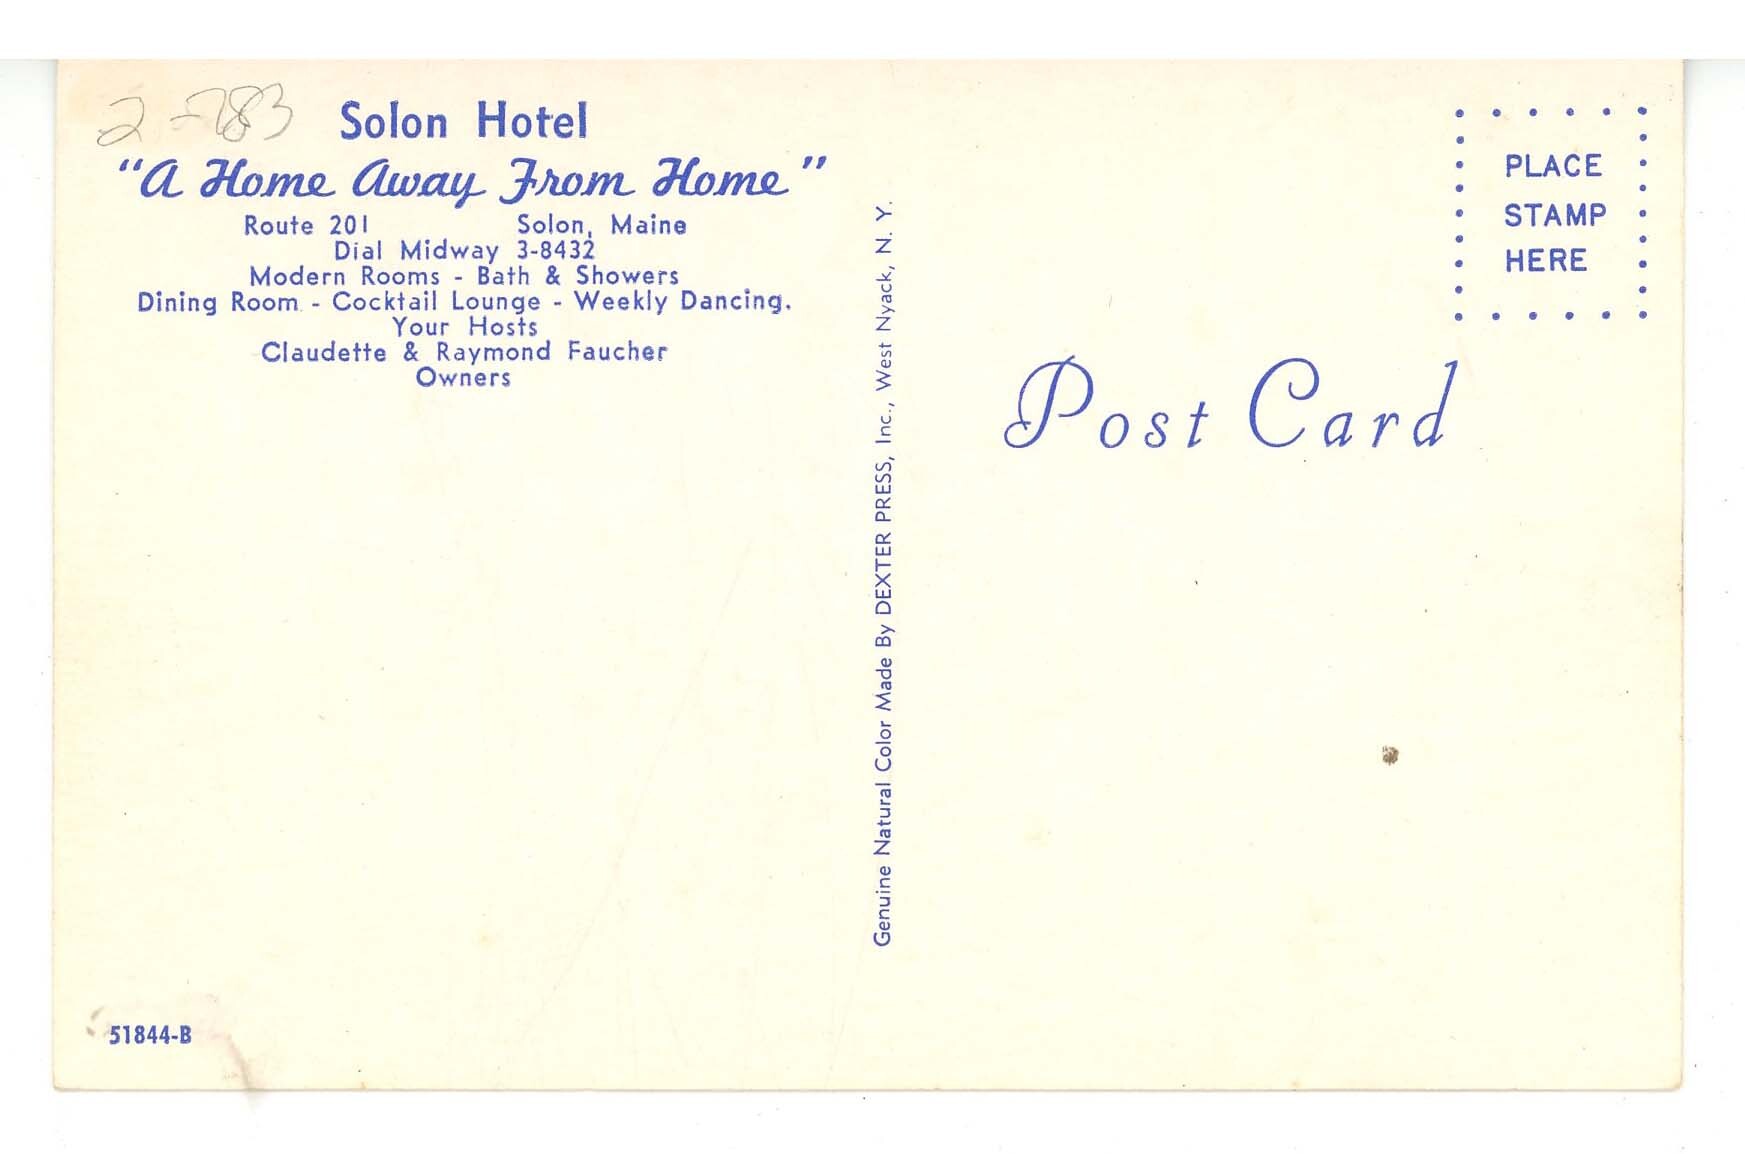 2-783
Solon Hotel
"A Home Away From Home"
Route 201 Solon, Maine
Dial Midway 3-8432
Modern Rooms - Bath & Showers
Dining Room - Cocktail Lounge - Weekly Dancing.
Your Hosts
Claudette & Raymond Faucher
Owners
51844-B
Genuine Natural Color Made By DEXTER PRESS, Inc., West Nyack, N. Y.
PLACE
STAMP
HERE
Post Card